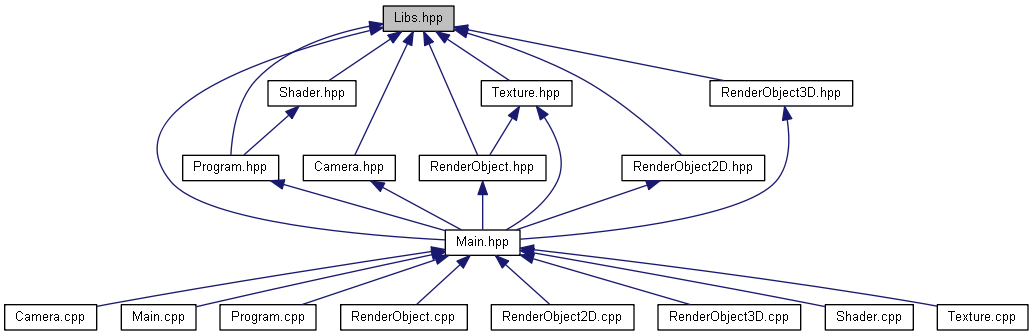 Libs.hpp
Shader.hpp
Texture.hpp
RenderObject3D.hpp
Program.hpp
Camera.hpp
RenderObject.hpp
RenderObject2D.hpp
Main.hpp
Camera.cpp
Main.cpp
Program.cpp
RenderObject.cpp
RenderObject2D.cpp
RenderObject3D.cpp
Shader.cpp
Texture.cpp